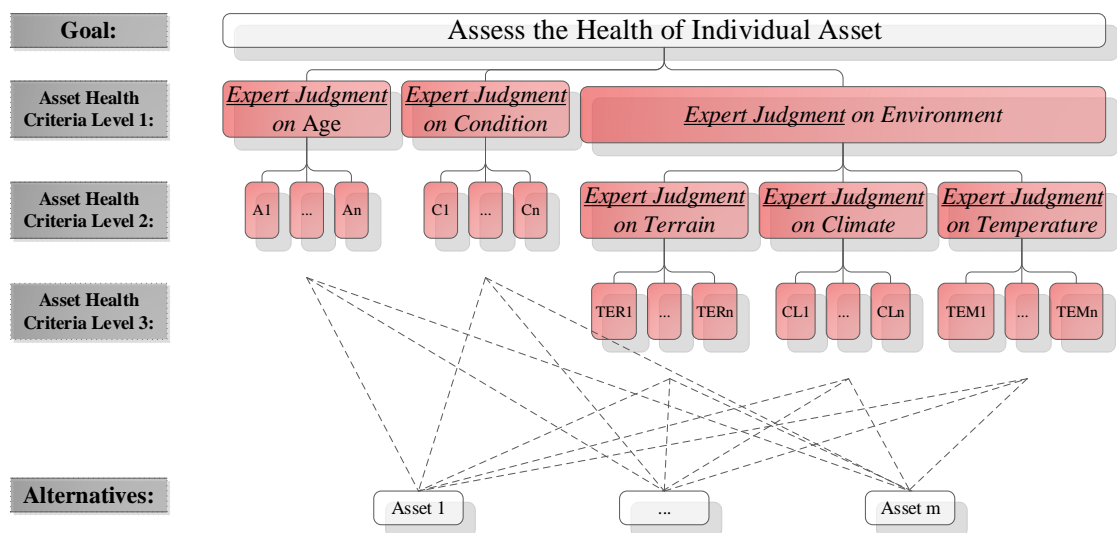 Goal:
Assess the Health of Individual Asset
Asset Health
Criteria Level 1:
Expert Judgment
on Age
Expert Judgment
on Condition
Expert Judgment on Environment
Asset Health
Criteria Level 2:
A1
...
An
C1
...
Cn
Expert Judgment
on Terrain
Expert Judgment
on Climate
Expert Judgment
on Temperature
Asset Health
Criteria Level 3:
TER1
...
TERn
CL1
...
CLn
TEM1
...
TEMn
Alternatives:
Asset 1
...
Asset m